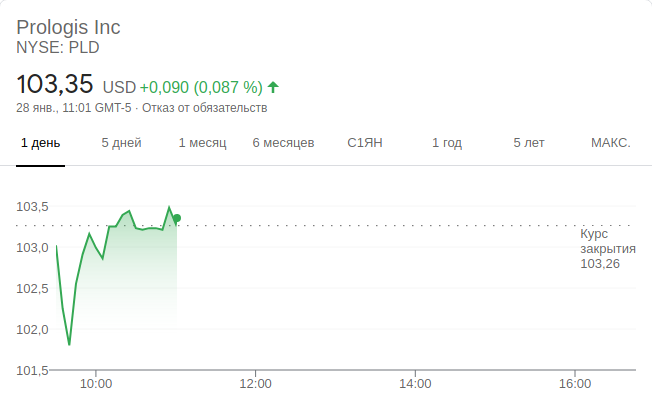 Prologis Inc
NYSE: PLD
103,35 USD +0,090 (0,087 %)
28 янв., 11:01 GMT-5 · Отказ от обязательств
1 день 5 дней 1 месяц 6 месяцев С1ЯН 1 год 5 лет МАКС.
103,5
103,0
102,5
102,0
101,5
Курс
закрытия
103,26
10:00 12:00 14:00 16:00